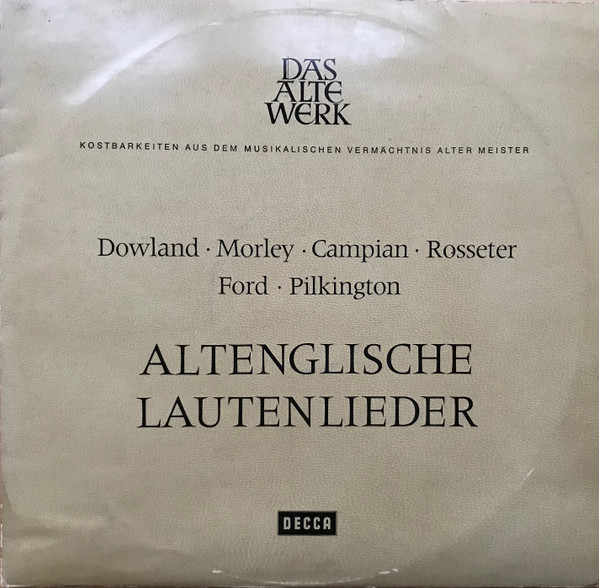 DAS
ALTE
WERK
KOSTBARKEITEN AUS DEM MUSIKALISCHEN VERMÄCHTNIS ALTER MEISTER
Dowland · Morley · Campian · Rosseter
Ford · Pilkington
ALTENGLISCHE
LAUTENLIEDER
DECCA